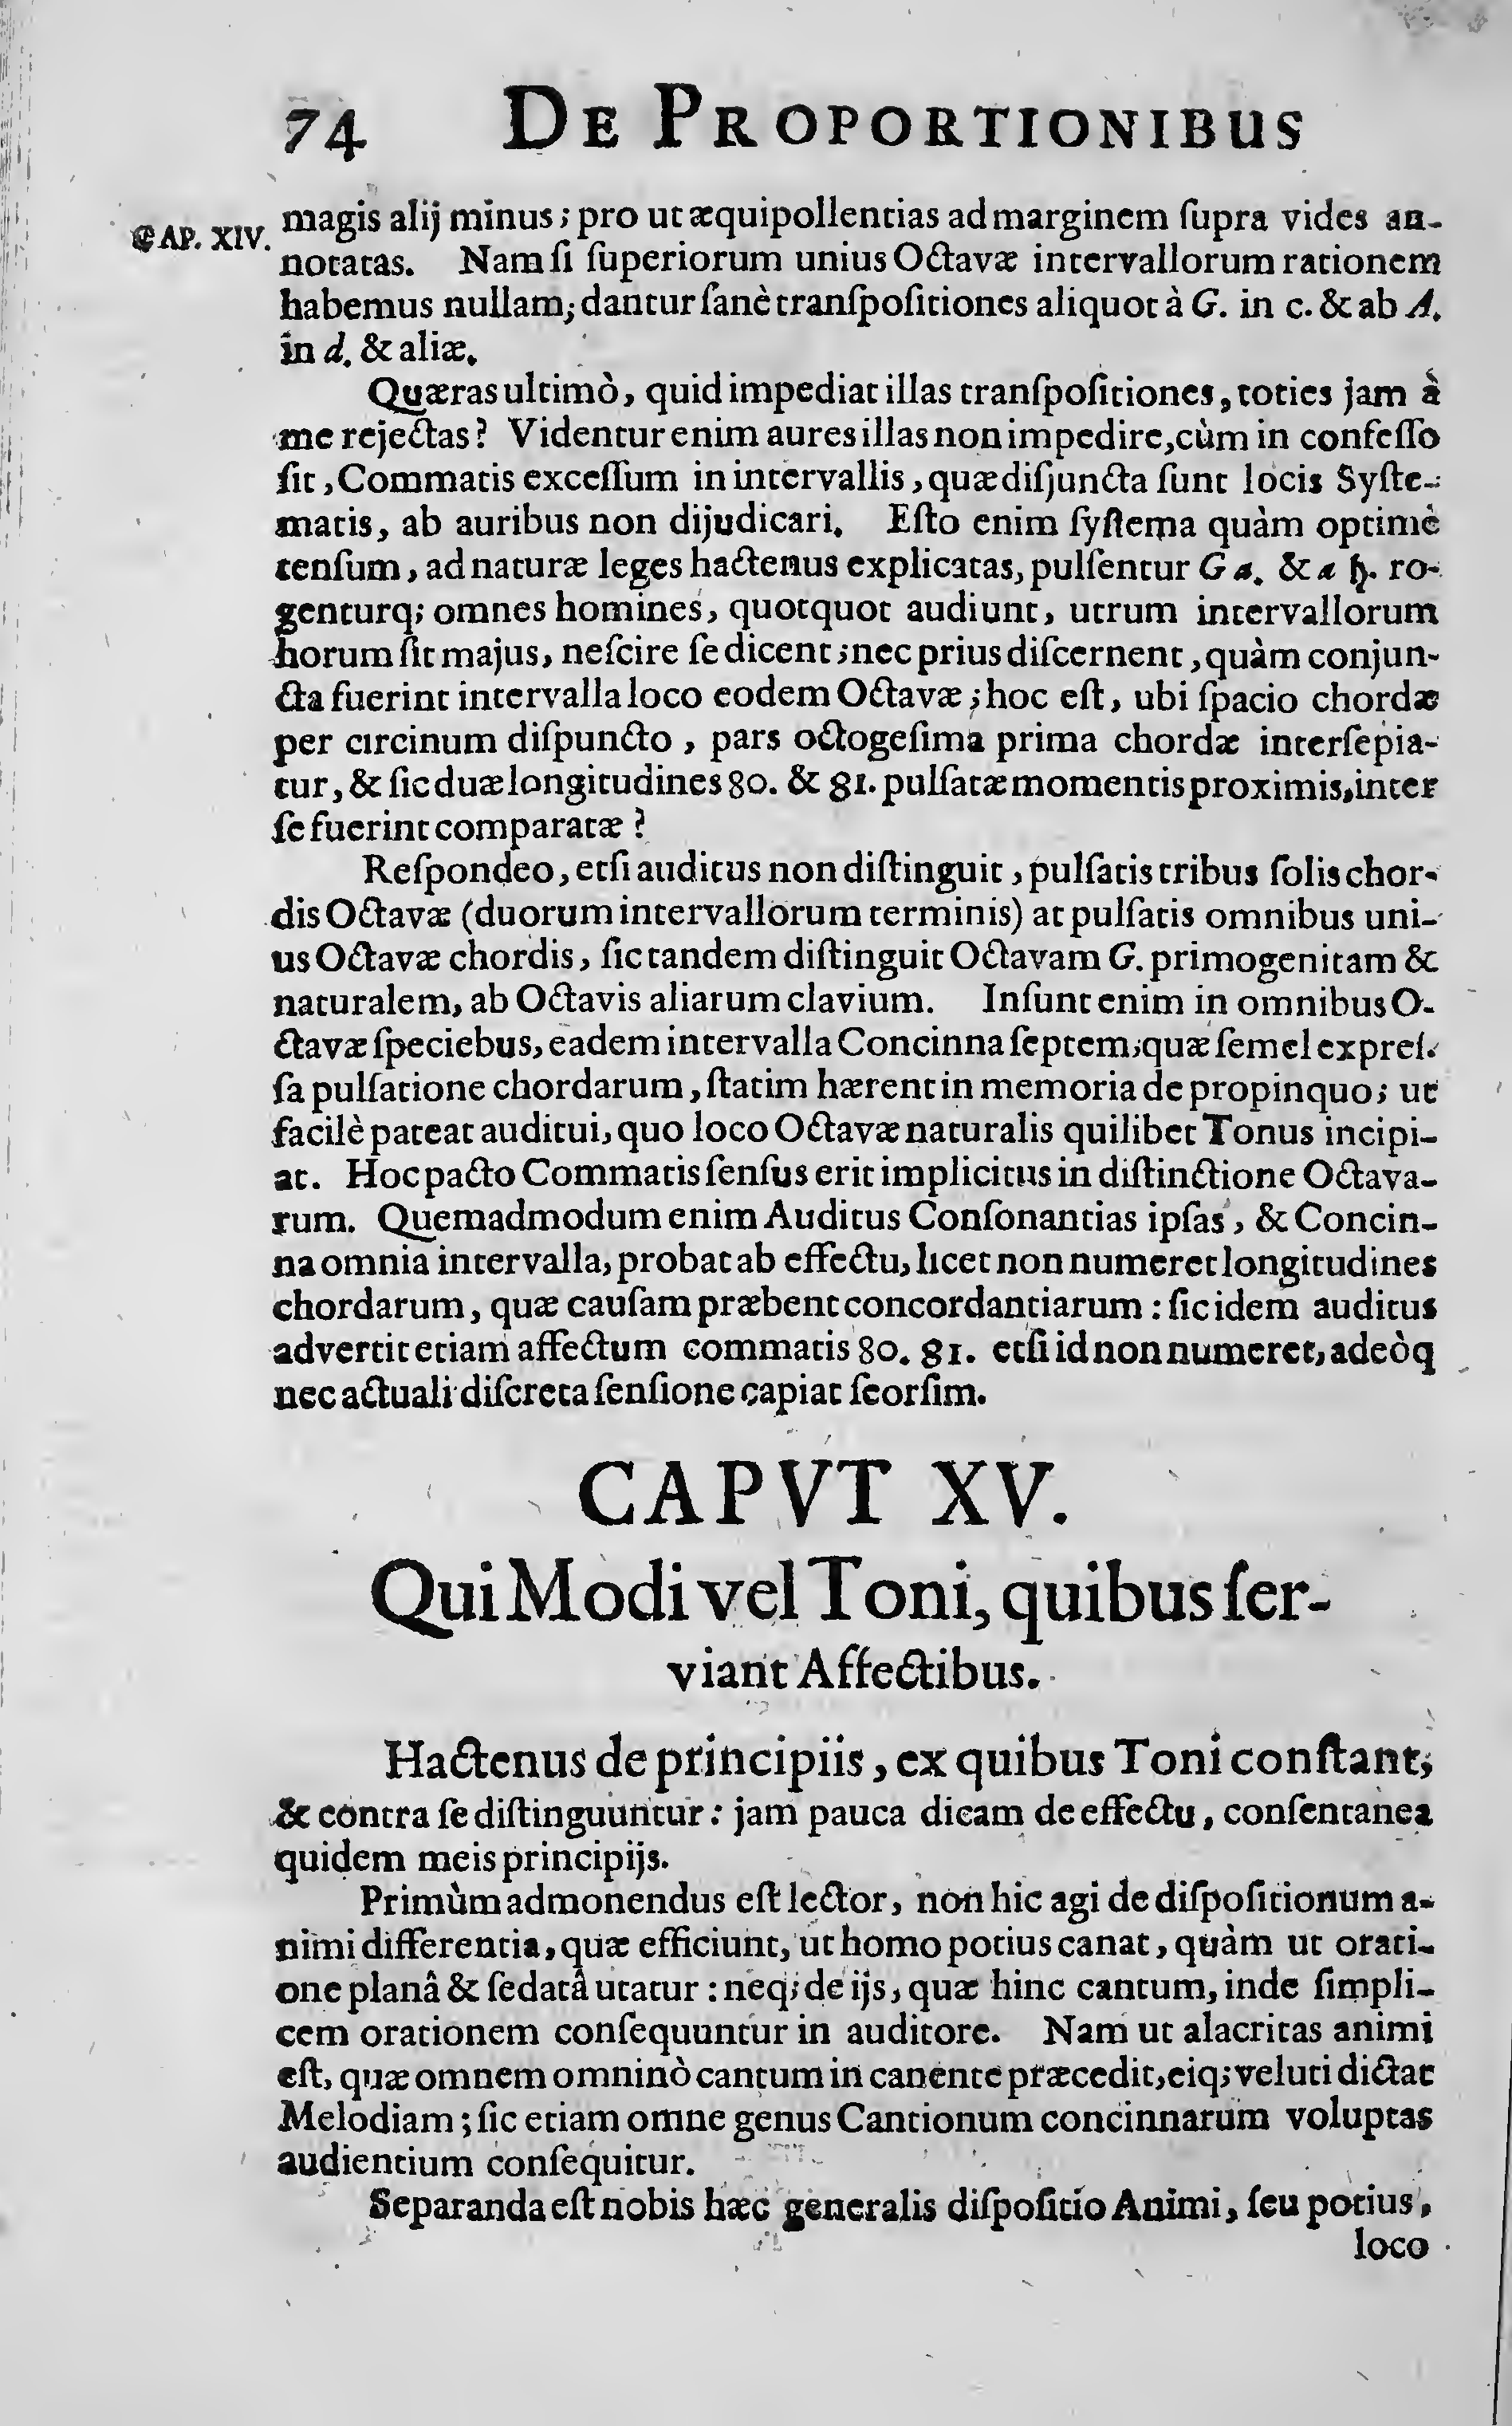 74 DE PROPORTIONIBUS
CAP. XIV.
magis alij minus; pro ut æquipollentias ad marginem ſupra vides an-
notatas. Nam ſi ſuperiorum unius Octavæ intervallorum rationem
habemus nullam; dantur ſanè tranſpoſitiones aliquot à G. in c. & ab A.
in d. & aliæ.
Quæras ultimò, quid impediat illas tranſpoſitiones, toties jam à
me rejectas? Videntur enim aures illas non impedire, cùm in confeſſo
ſit, Commatis exceſſum in intervallis, quæ disjuncta ſunt locis Syſte-
matis, ab auribus non dijudicari. Eſto enim ſyſtema quàm optimè
tenſum, ad naturæ leges hactenus explicatas, pulſentur G a. & a ♮. ro-
genturq; omnes homines, quotquot audiunt, utrum intervallorum
horum ſit majus, neſcire ſe dicent; nec prius diſcernent, quàm conjun-
cta fuerint intervalla loco eodem Octavæ; hoc eſt, ubi ſpacio chordæ
per circinum diſpuncto, pars octogeſima prima chordæ interſepia-
tur, & ſic duæ longitudines 80. & 81. pulſatæ momentis proximis, inter
ſe fuerint comparatæ?
Reſpondeo, etſi auditus non diſtinguit, pulſatis tribus ſolis chor-
dis Octavæ (duorum intervallorum terminis) at pulſatis omnibus uni-
us Octavæ chordis, ſic tandem diſtinguit Octavam G. primogenitam &
naturalem, ab Octavis aliarum clavium. Inſunt enim in omnibus O-
ctavæ ſpeciebus, eadem intervalla Concinna ſeptem; quæ ſemel expreſ-
ſa pulſatione chordarum, ſtatim hærent in memoria de propinquo; ut
facilè pateat auditui, quo loco Octavæ naturalis quilibet Tonus incipi-
at. Hoc pacto Commatis ſenſus erit implicitus in diſtinctione Octava-
rum. Quemadmodum enim Auditus Conſonantias ipſas, & Concin-
na omnia intervalla, probat ab effectu, licet non numeret longitudines
chordarum, quæ cauſam præbent concordantiarum: ſic idem auditus
advertit etiam affectum commatis 80. 81. etſi id non numeret, adeòq
nec actuali diſcreta ſenſione capiat ſeorſim.
CAPVT XV.
Qui Modi vel Toni, quibus ſer-
viant Affectibus.
Hactenus de principiis, ex quibus Toni conſtant;
& contra ſe diſtinguuntur: jam pauca dicam de effectu, conſentanea
quidem meis principijs.
Primùm admonendus eſt lector, non hic agi de diſpoſitionum a-
nimi differentia, quæ efficiunt, ut homo potius canat, quàm ut orati-
one planâ & ſedatâ utatur: neq; de ijs, quæ hinc cantum, inde ſimpli-
cem orationem conſequuntur in auditore. Nam ut alacritas animi
eſt, quæ omnem omninò cantum in canente præcedit, eiq; veluti dictat
Melodiam; ſic etiam omne genus Cantionum concinnarum voluptas
audientium conſequitur.
Separanda eſt nobis hæc generalis diſpoſitio Animi, ſeu potius,
loco